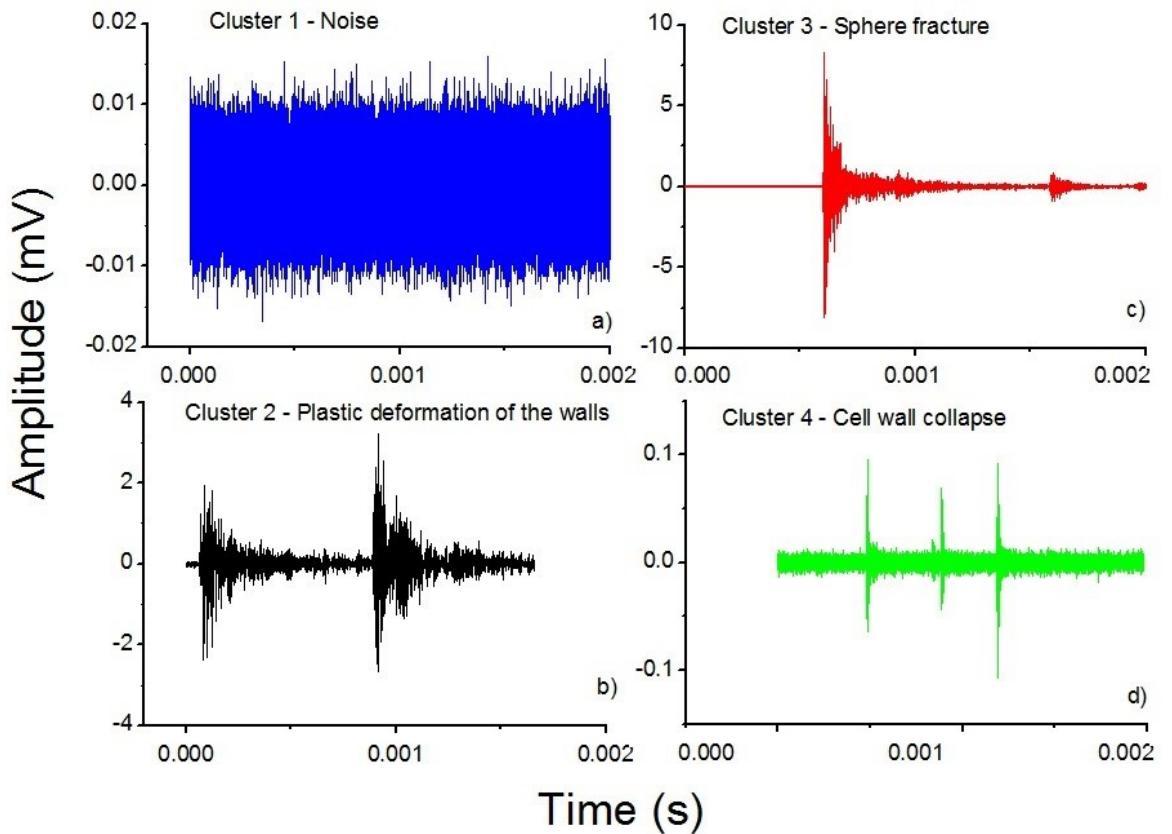 Amplitude (mV)
Cluster 1 - Noise
0.02
0.01
0.00
-0.01
-0.02
a)
0.000 0.001 0.002
Cluster 3 - Sphere fracture
10
5
0
-5
-10
c)
0.000 0.001 0.002
Cluster 2 - Plastic deformation of the walls
4
2
0
-2
-4
b)
0.000 0.001 0.002
Cluster 4 - Cell wall collapse
0.1
0.0
-0.1
d)
0.000 0.001 0.002
Time (s)